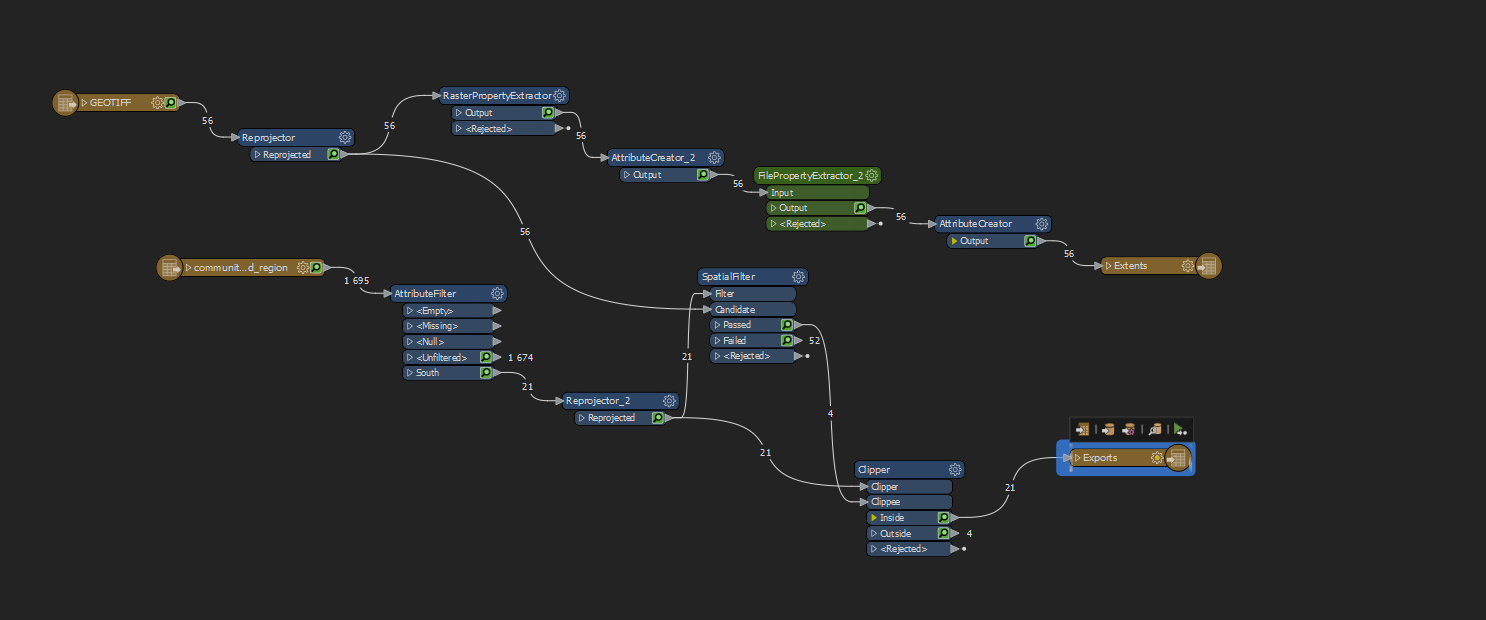 GEOTIFF
56
Reprojector
Reprojected
56
RasterPropertyExtractor
Output
<Rejected>
56
AttributeCreator_2
Output
56
FilePropertyExtractor_2
Input
Output
<Rejected>
56
AttributeCreator
Output
56
Extents
56
communit...d_region
1 695
AttributeFilter
<Empty>
<Missing>
<Null>
<Unfiltered>
1 674
South
21
Reprojector_2
Reprojected
21
SpatialFilter
Filter
Candidate
Passed
Failed
52
<Rejected>
4
21
Clipper
Clipper
Clippee
Inside
Outside
4
<Rejected>
21
Exports